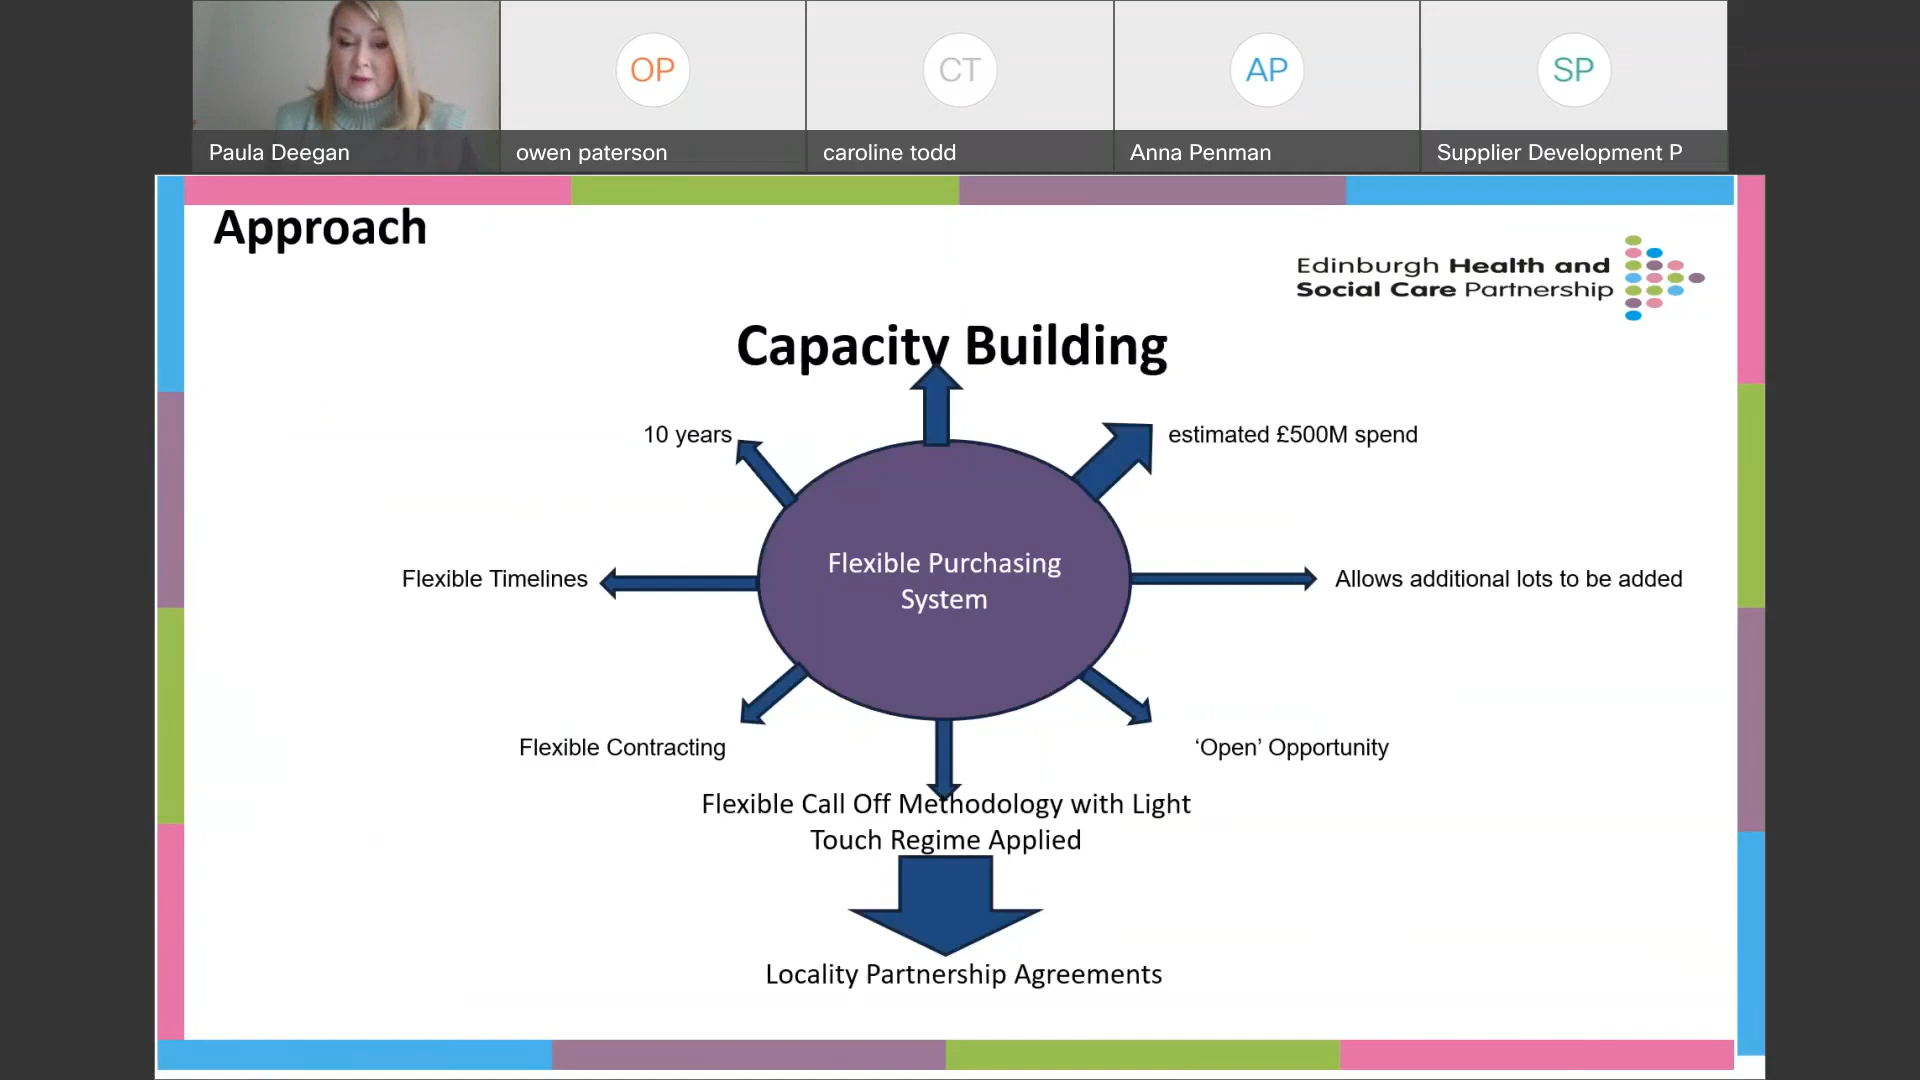 OP
CT
AP
SP
Paula Deegan
owen paterson
caroline todd
Anna Penman
Supplier Development P
Approach
Edinburgh Health and
Social Care Partnership
Capacity Building
10 years
estimated £500M spend
Flexible Timelines
Flexible Purchasing
System
Allows additional lots to be added
Flexible Contracting
‘Open’ Opportunity
Flexible Call Off Methodology with Light
Touch Regime Applied
Locality Partnership Agreements